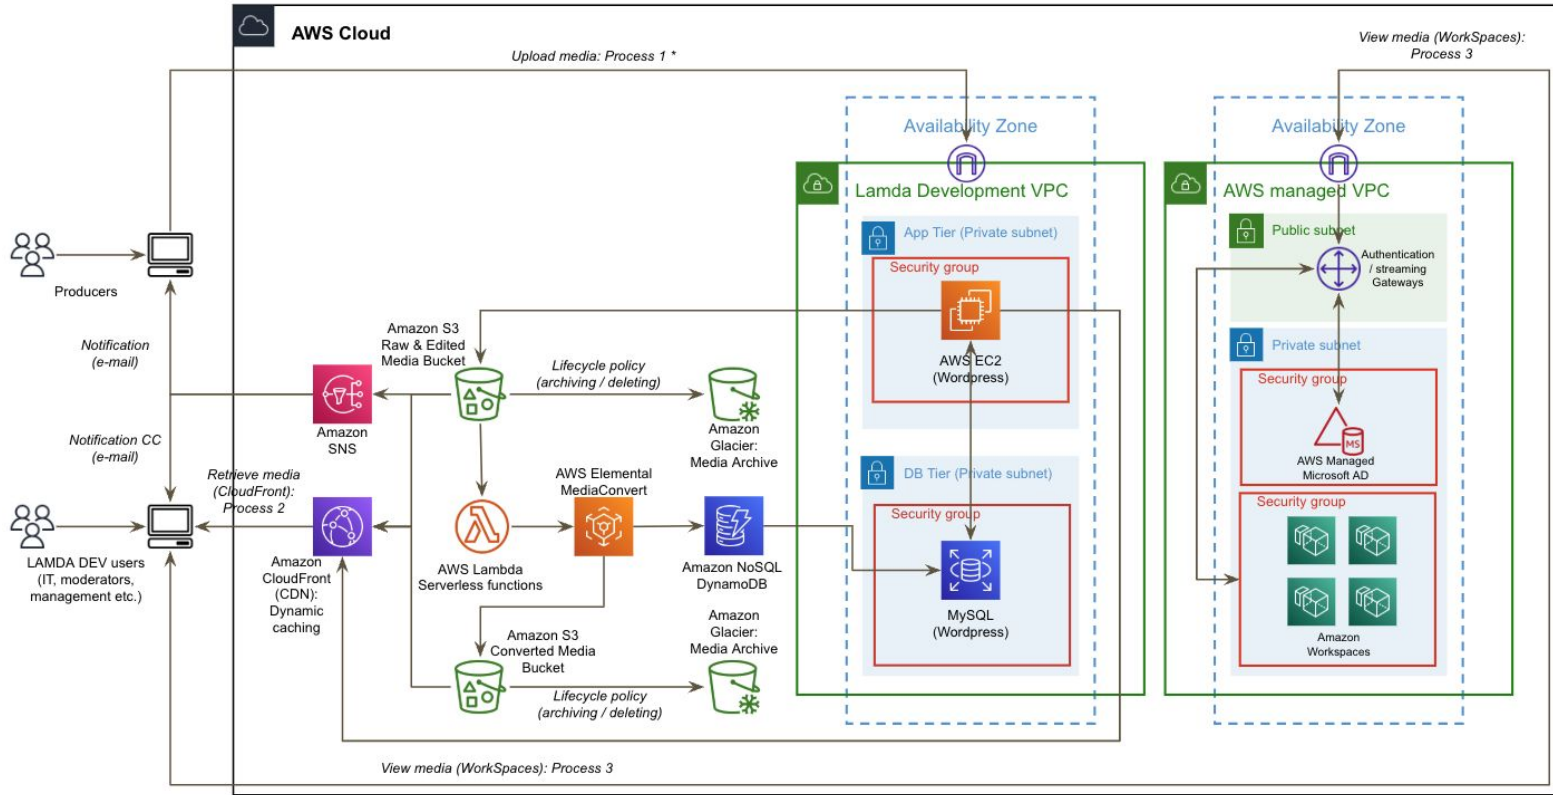 AWS Cloud
Upload media: Process 1 *
View media (WorkSpaces):
Process 3
Availability Zone
Availability Zone
Lamda Development VPC
AWS managed VPC
App Tier (Private subnet)
Security group
AWS EC2
(Wordpress)
DB Tier (Private subnet)
Security group
MySQL
(Wordpress)
Public subnet
Authentication
/ streaming
Gateways
Private subnet
Security group
MS
AWS Managed
Microsoft AD
Security group
Amazon
Workspaces
Producers
Notification
(e-mail)
Notification CC
(e-mail)
Retrieve media
(CloudFront):
Process 2
LAMDA DEV users
(IT, moderators,
management etc.)
Amazon
SNS
Amazon
CloudFront
(CDN):
Dynamic
caching
Amazon S3
Raw & Edited
Media Bucket
Lifecycle policy
(archiving / deleting)
Amazon
Glacier:
Media Archive
AWS Lambda
Serverless functions
AWS Elemental
MediaConvert
Amazon NoSQL
DynamoDB
Amazon S3
Converted Media
Bucket
Lifecycle policy
(archiving / deleting)
Amazon
Glacier:
Media Archive
View media (WorkSpaces): Process 3